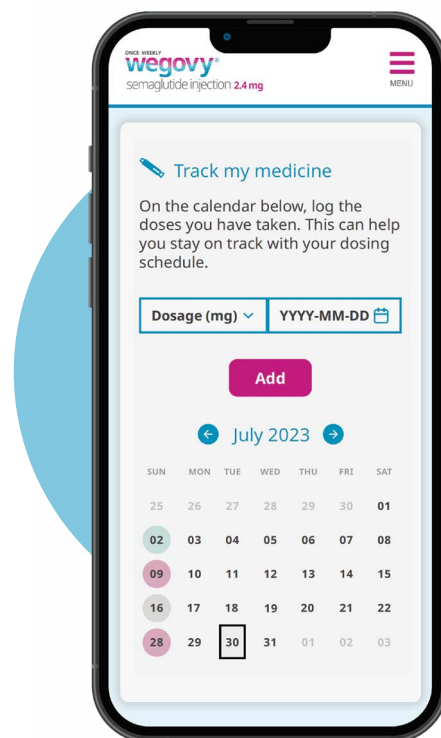 ONCE-WEEKLY
wegovy®
semaglutide injection 2.4 mg
MENU
Track my medicine
On the calendar below, log the
doses you have taken. This can help
you stay on track with your dosing
schedule.
Dosage (mg) YYYY-MM-DD
Add
July 2023
SUN MON TUE WED THU FRI SAT
25 26 27 28 29 30 01
02 03 04 05 06 07 08
09 10 11 12 13 14 15
16 17 18 19 20 21 22
28 29 30 31 01 02 03